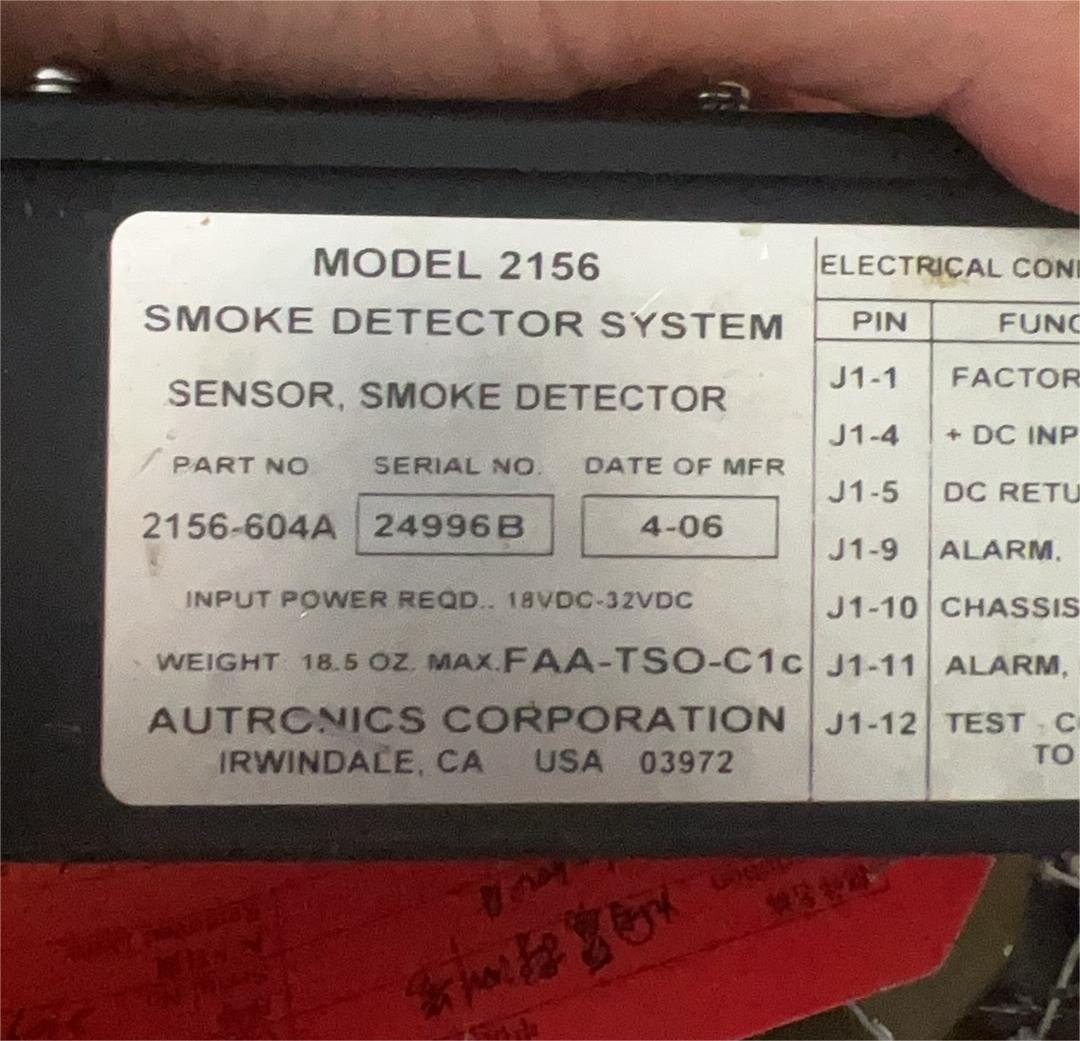 MODEL 2156
SMOKE DETECTOR SYSTEM
SENSOR, SMOKE DETECTOR
PART NO SERIAL NO. DATE OF MFR
2156-604A 24996B 4-06
INPUT POWER REQD.. 18VDC-32VDC
WEIGHT 18.5 OZ. MAX. FAA-TSO-C1c
AUTRONICS CORPORATION
IRWINDALE, CA USA 03972
ELECTRICAL CON
PIN FUNC
J1-1 FACTOR
J1-4 + DC INP
J1-5 DC RETU
J1-9 ALARM,
J1-10 CHASSIS
J1-11 ALARM,
J1-12 TEST C
TO